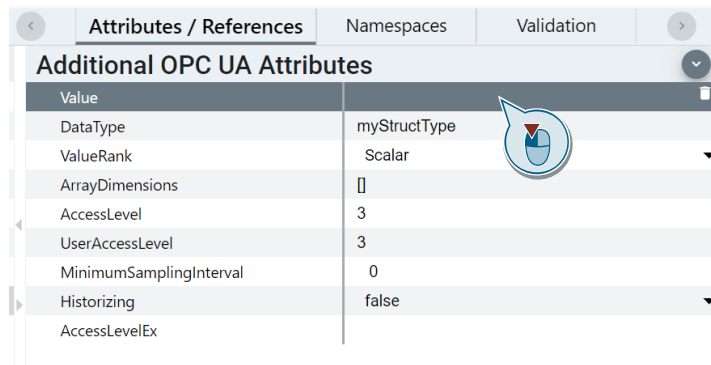 Attributes / References Namespaces Validation
Additional OPC UA Attributes
Value
DataType myStructType
ValueRank Scalar
ArrayDimensions []
AccessLevel 3
UserAccessLevel 3
MinimumSamplingInterval 0
Historizing false
AccessLevelEx